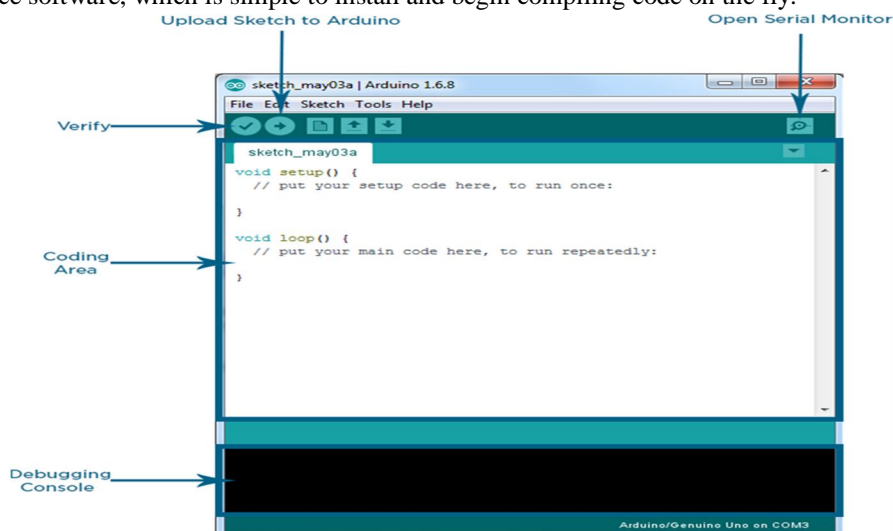 ce software, which is simple to install and begin compiling code on the fly.
Upload Sketch to Arduino
Open Serial Monitor
sketch_may03a | Arduino 1.6.8
File Edit Sketch Tools Help
Verify
sketch_may03a
void setup() {
// put your setup code here, to run once:
}
void loop() {
// put your main code here, to run repeatedly:
}
Coding
Area
Debugging
Console
Arduino/Genuino Uno on COM3